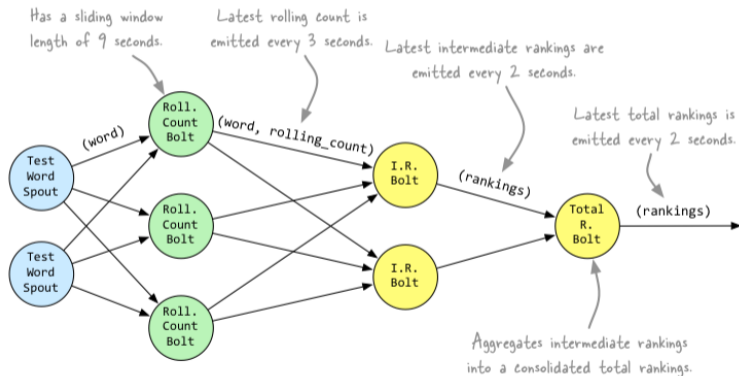 Has a sliding window
length of 9 seconds.
Latest rolling count is
emitted every 3 seconds.
Latest intermediate rankings are
emitted every 2 seconds.
Latest total rankings is
emitted every 2 seconds.
Roll.
Count
Bolt
(word)
(word, rolling_count)
Test
Word
Spout
I.R.
Bolt
(rankings)
Roll.
Count
Bolt
Total
R.
Bolt
(rankings)
Test
Word
Spout
I.R.
Bolt
Roll.
Count
Bolt
Aggregates intermediate rankings
into a consolidated total rankings.